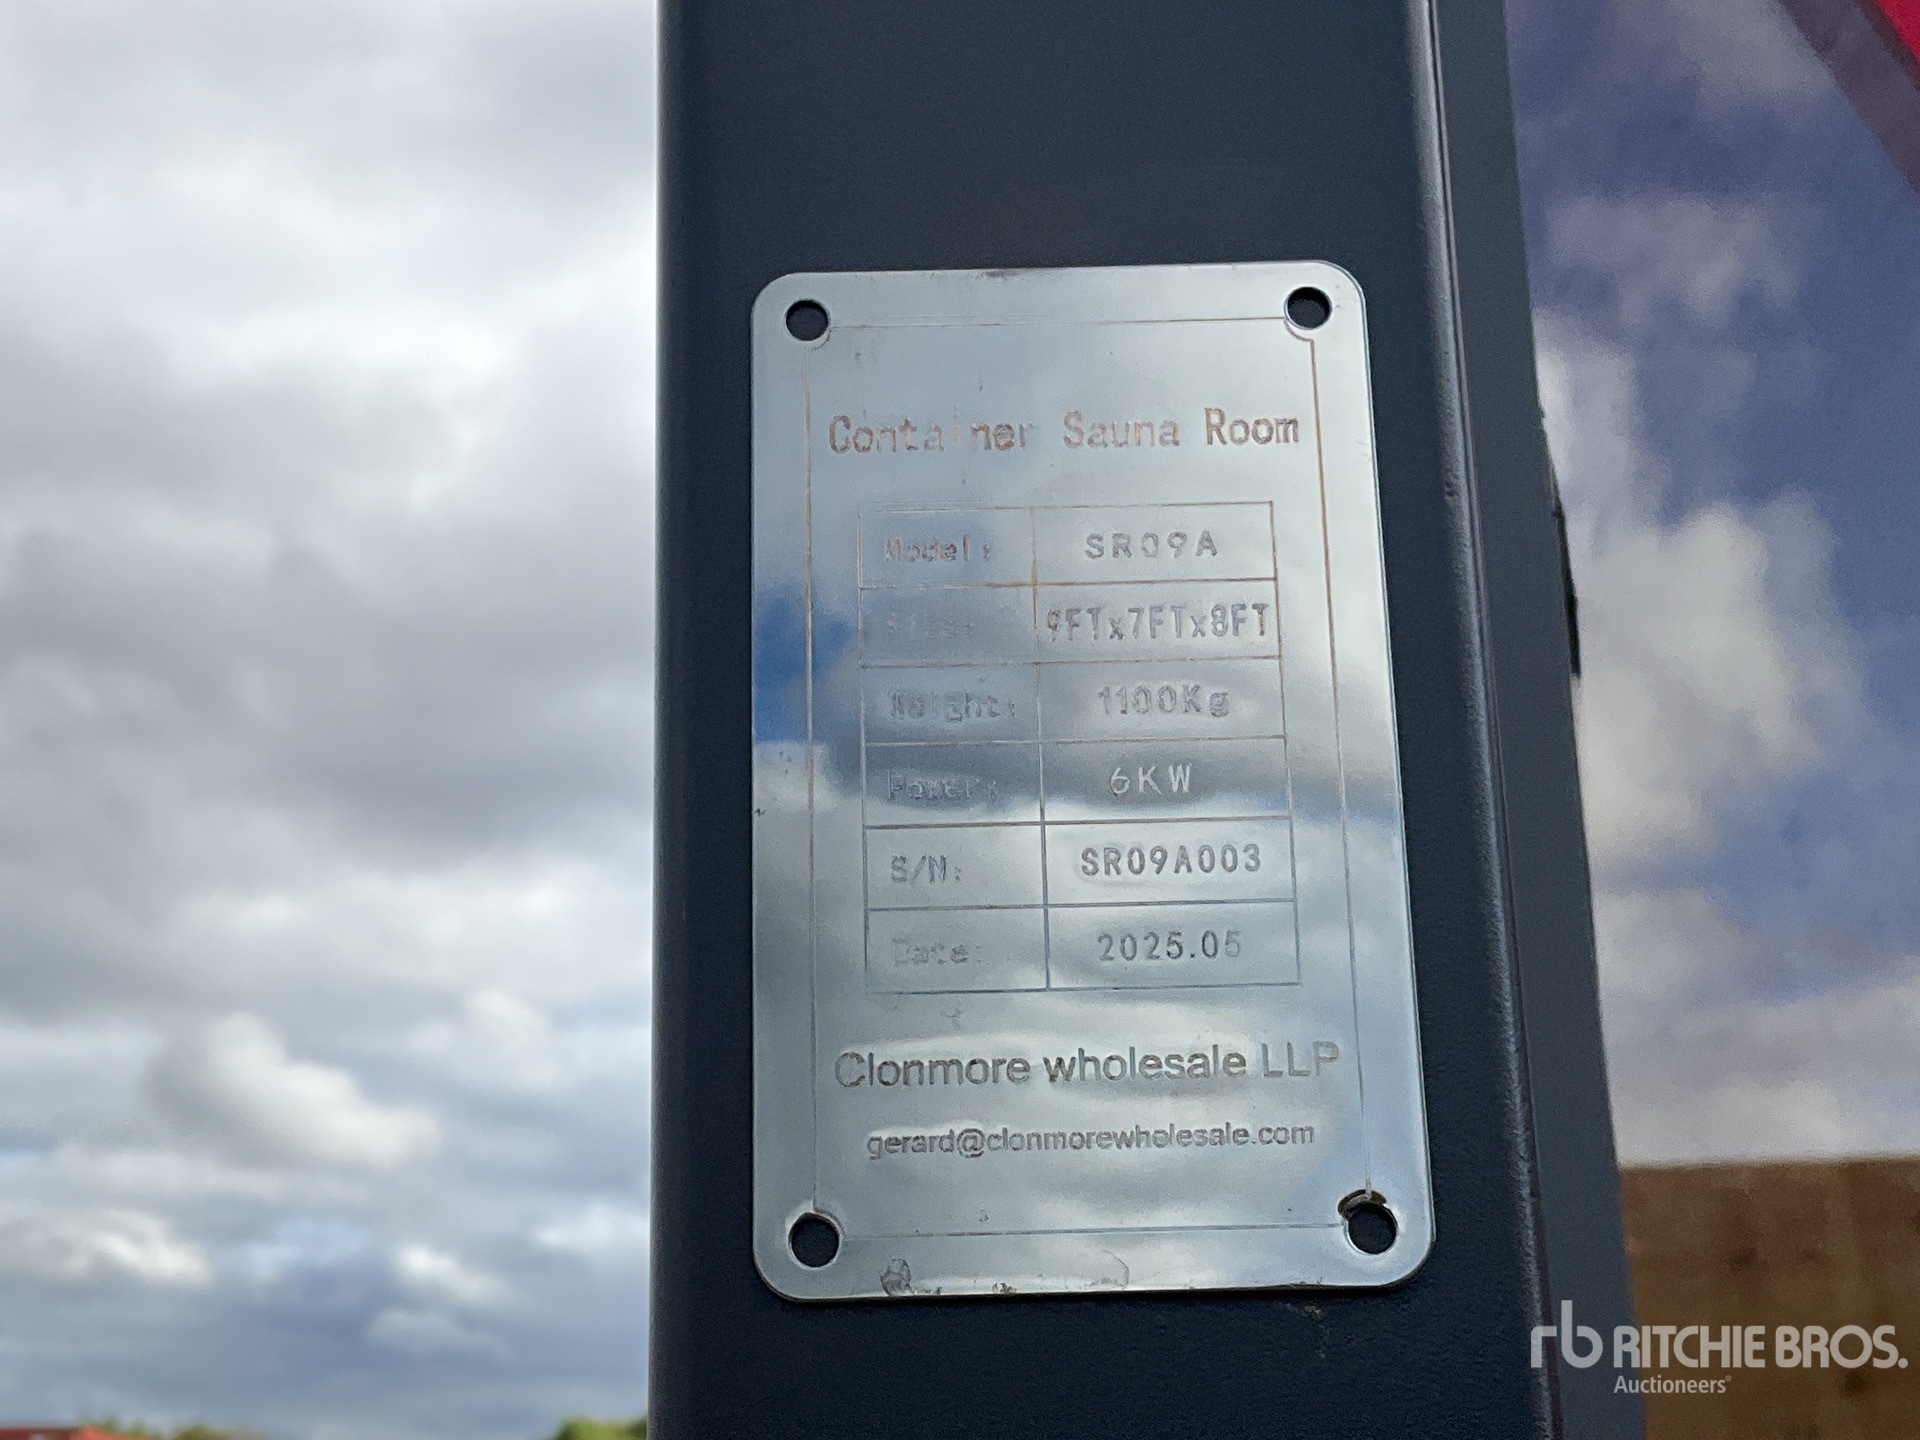 Container Sauna Room
Model: SR09A
Size: 9FTx7FTx8FT
Weight: 1100Kg
Power: 6KW
S/N: SR09A003
Date: 2025.05
Clonmore wholesale LLP
gerard@clonmorewholesale.com
rb RITCHIE BROS.
Auctioneers